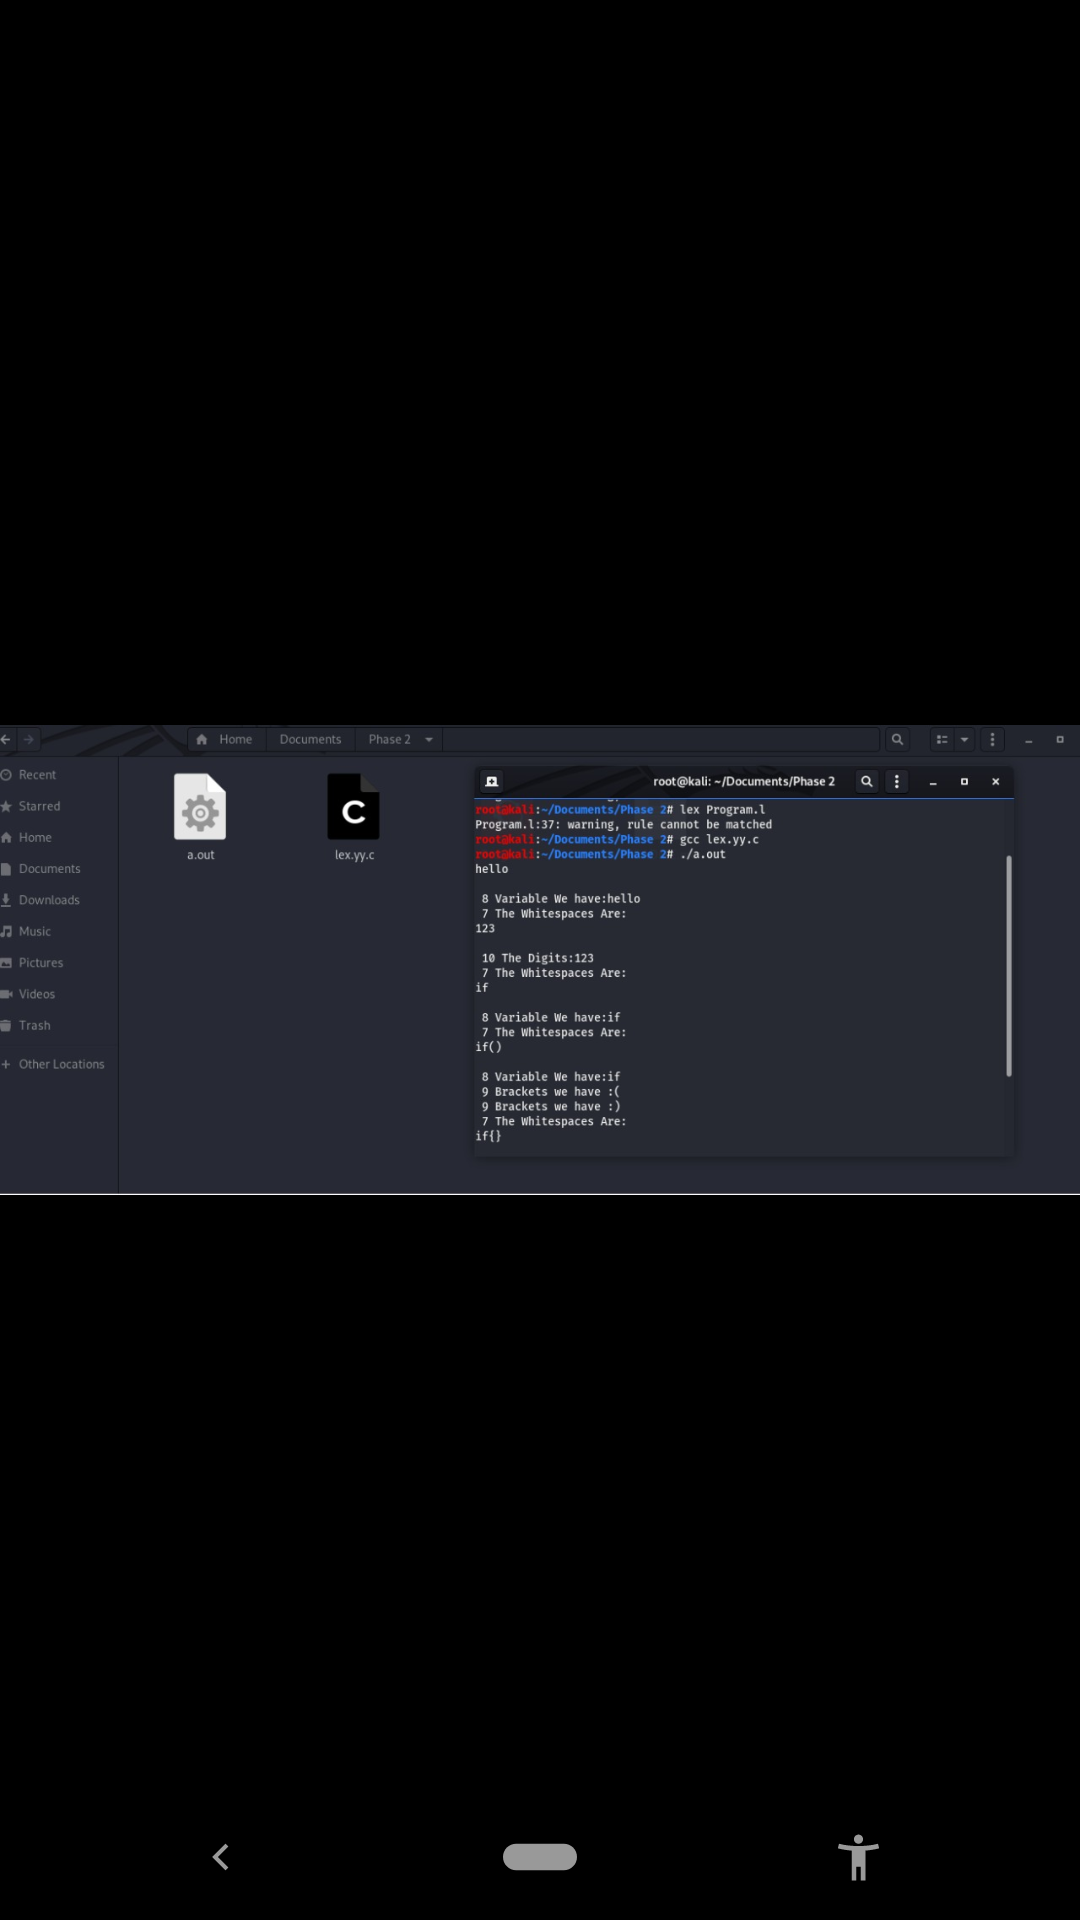 Home Documents Phase 2
Recent
Starred
Home
Documents
Downloads
Music
Pictures
Videos
Trash
+ Other Locations
a.out
C
lex.yy.c
root@kali: ~/Documents/Phase 2
root@kali:~/Documents/Phase 2# lex Program.l
Program.l:37: warning, rule cannot be matched
root@kali:~/Documents/Phase 2# gcc lex.yy.c
root@kali:~/Documents/Phase 2# ./a.out
hello
8 Variable We have:hello
7 The Whitespaces Are:
123
10 The Digits:123
7 The Whitespaces Are:
if
8 Variable We have:if
7 The Whitespaces Are:
if()
8 Variable We have:if
9 Brackets we have :(
9 Brackets we have :)
7 The Whitespaces Are:
if{}